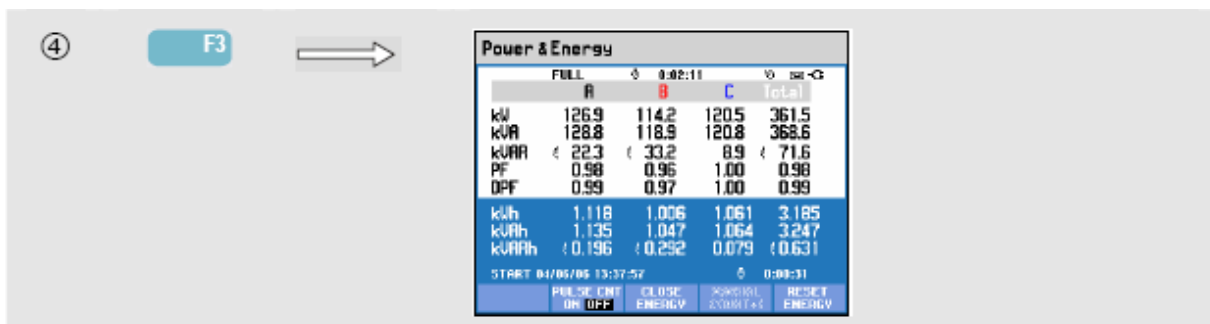 ④ F3
Power & Energy
FULL 0:02:11
A B C Total
kW 126.9 114.2 120.5 361.5
kVA 128.8 118.9 120.8 368.6
kVAR 22.3 33.2 8.9 71.6
PF 0.98 0.96 1.00 0.98
DPF 0.99 0.97 1.00 0.99
kWh 1.118 1.006 1.061 3.185
kVAh 1.135 1.047 1.064 3.247
kVARh 0.196 0.292 0.079 0.631
START 04/06/06 13:37:57 0:00:31
PULSE CNT CLOSE MANUAL RESET
ON OFF ENERGY ENERGY